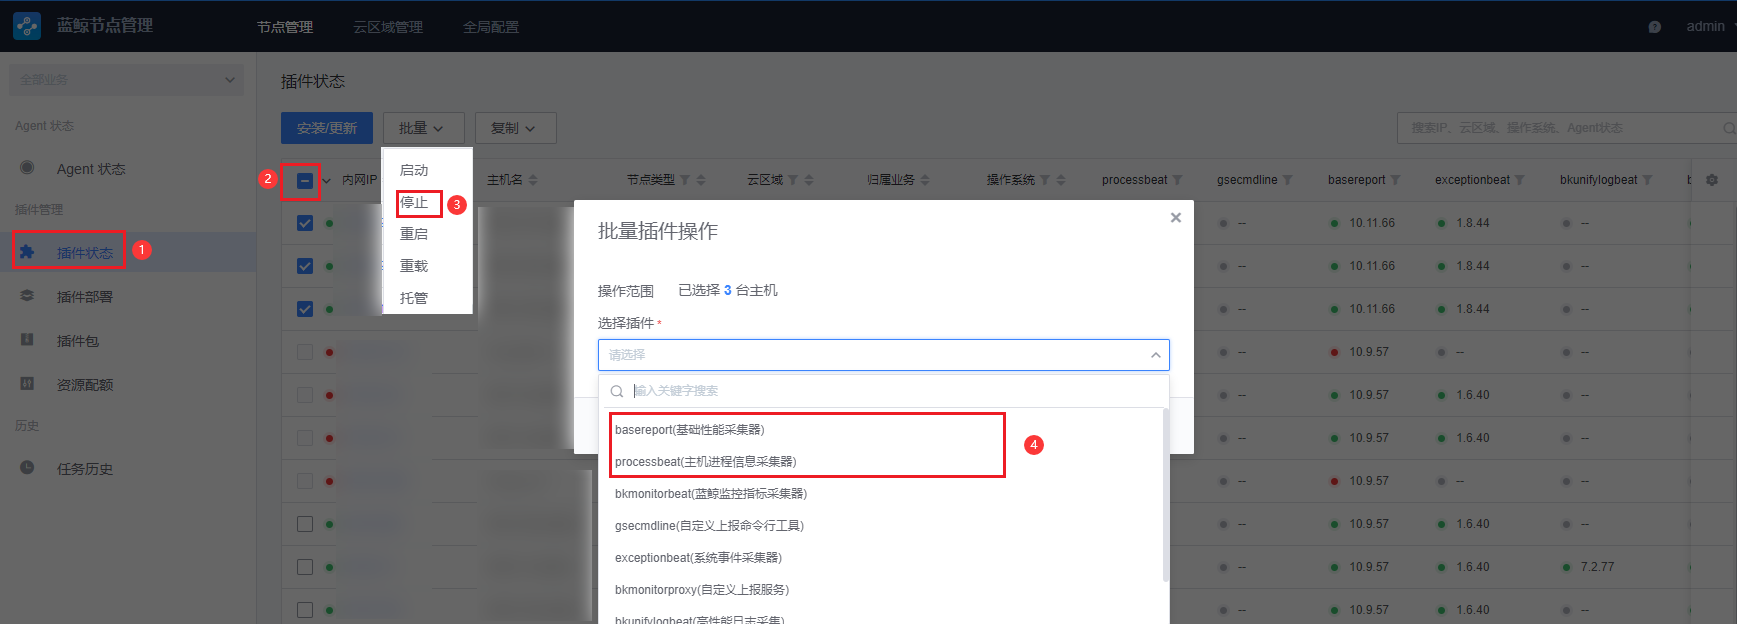 蓝鲸节点管理
节点管理
云区域管理
全局配置
admin
全部业务
Agent 状态
Agent 状态
插件管理
插件状态
1
插件部署
插件包
资源配额
历史
任务历史
插件状态
安装/更新
批量
复制
搜索IP、云区域、操作系统、Agent状态
启动
停止
3
重启
重载
托管
2
内网IP
主机名
节点类型
云区域
归属业务
操作系统
processbeat
gsecmdline
basereport
exceptionbeat
bkunifylogbeat
-- 10.11.66 1.8.44 --
-- 10.11.66 1.8.44 --
-- 10.11.66 1.8.44 --
-- 10.9.57 -- --
-- 10.9.57 1.6.40 --
-- 10.9.57 1.6.40 --
-- 10.9.57 -- --
-- 10.9.57 1.6.40 --
-- 10.9.57 1.6.40 7.2.77
-- 10.9.57 1.6.40 --
批量插件操作
操作范围 已选择 3 台主机
选择插件 *
请选择
输入关键字搜索
basereport(基础性能采集器)
processbeat(主机进程信息采集器)
4
bkmonitorbeat(蓝鲸监控指标采集器)
gsecmdline(自定义上报命令行工具)
exceptionbeat(系统事件采集器)
bkmonitorproxy(自定义上报服务)
bkunifylogbeat(高性能日志采集)